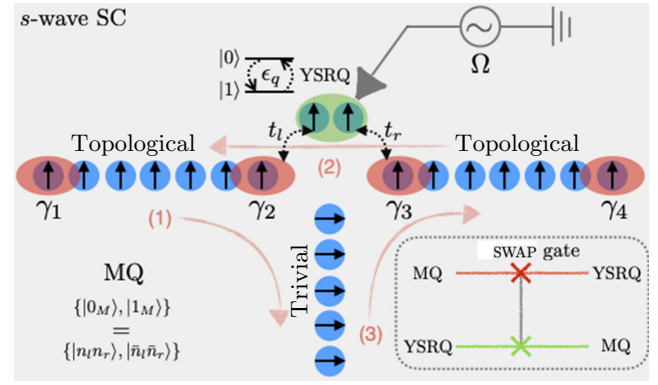 s-wave SC
|0⟩
|1⟩
ϵq
YSRQ
Ω
tl
tr
Topological
Topological
(2)
γ1
γ2
γ3
γ4
(1)
Trivial
(3)
MQ
{|0M⟩, |1M⟩}
=
{|nlnr⟩, |n̄ln̄r⟩}
SWAP gate
MQ
YSRQ
YSRQ
MQ